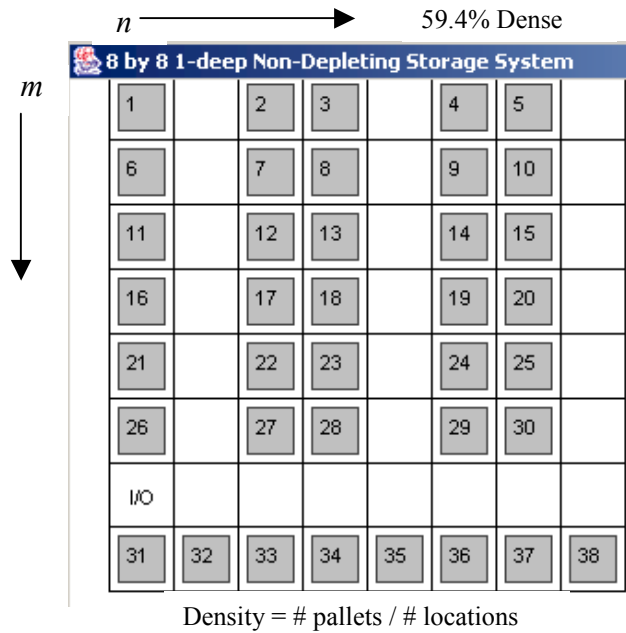 n 59.4% Dense
8 by 8 1-deep Non-Depleting Storage System
m
1 2 3 4 5
6 7 8 9 10
11 12 13 14 15
16 17 18 19 20
21 22 23 24 25
26 27 28 29 30
I/O
31 32 33 34 35 36 37 38
Density = # pallets / # locations